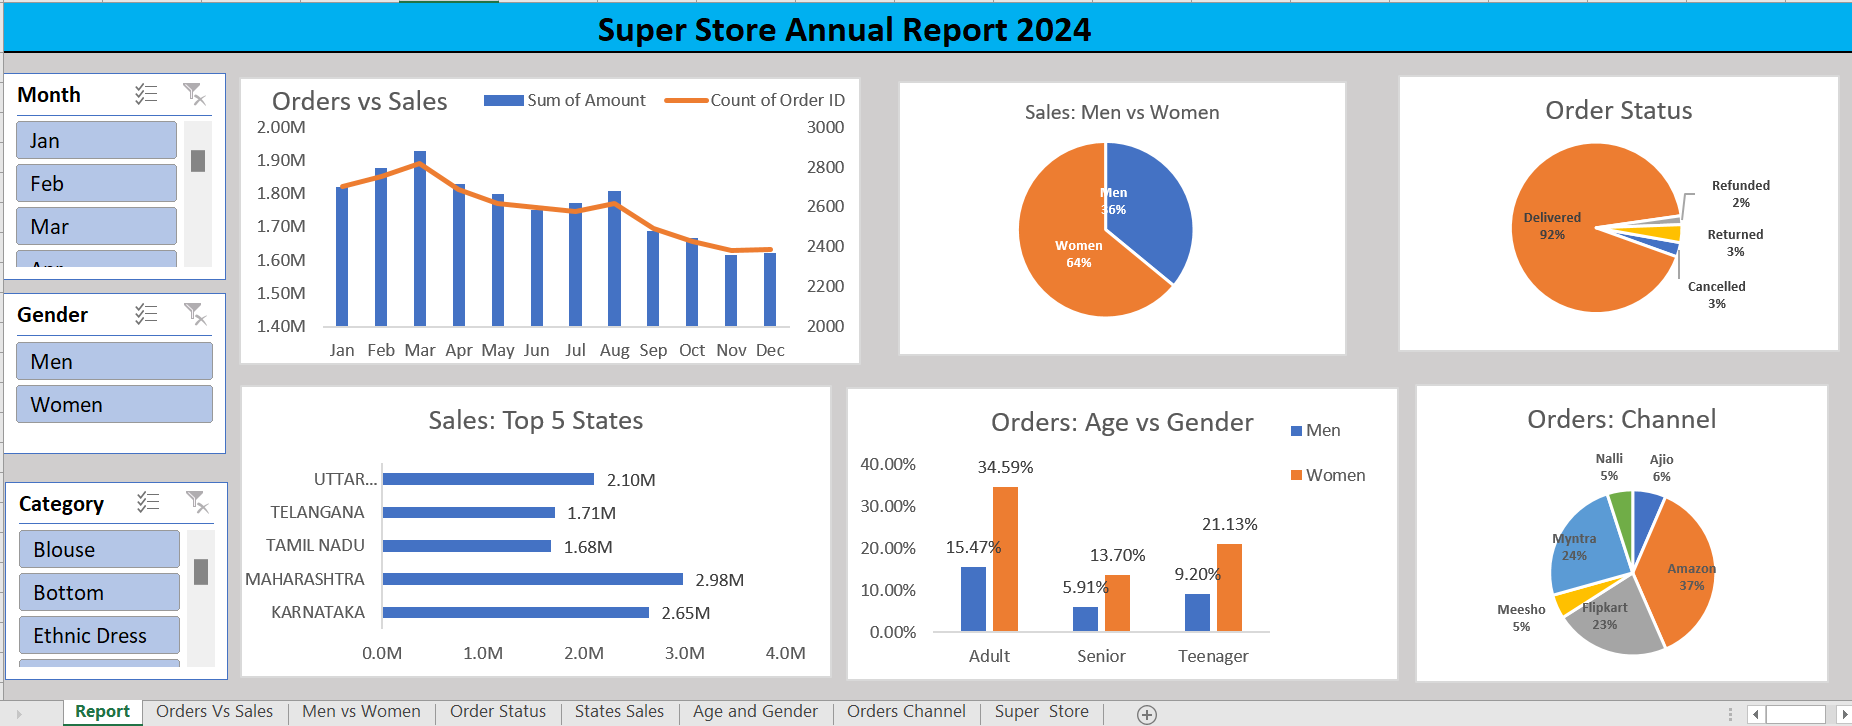 Super Store Annual Report 2024
Month
Jan
Feb
Mar
Apr
Gender
Men
Women
Category
Blouse
Bottom
Ethnic Dress
Orders vs Sales
Sum of Amount
Count of Order ID
2.00M
1.90M
1.80M
1.70M
1.60M
1.50M
1.40M
3000
2800
2600
2400
2200
2000
Jan Feb Mar Apr May Jun Jul Aug Sep Oct Nov Dec
Sales: Men vs Women
Men
36%
Women
64%
Order Status
Delivered
92%
Refunded
2%
Returned
3%
Cancelled
3%
Sales: Top 5 States
UTTAR... 2.10M
TELANGANA 1.71M
TAMIL NADU 1.68M
MAHARASHTRA 2.98M
KARNATAKA 2.65M
0.0M 1.0M 2.0M 3.0M 4.0M
Orders: Age vs Gender
Men
Women
40.00%
30.00%
20.00%
10.00%
0.00%
15.47%
34.59%
5.91%
13.70%
9.20%
21.13%
Adult Senior Teenager
Orders: Channel
Nalli
5%
Ajio
6%
Myntra
24%
Amazon
37%
Meesho
5%
Flipkart
23%
Report Orders Vs Sales Men vs Women Order Status States Sales Age and Gender Orders Channel Super Store